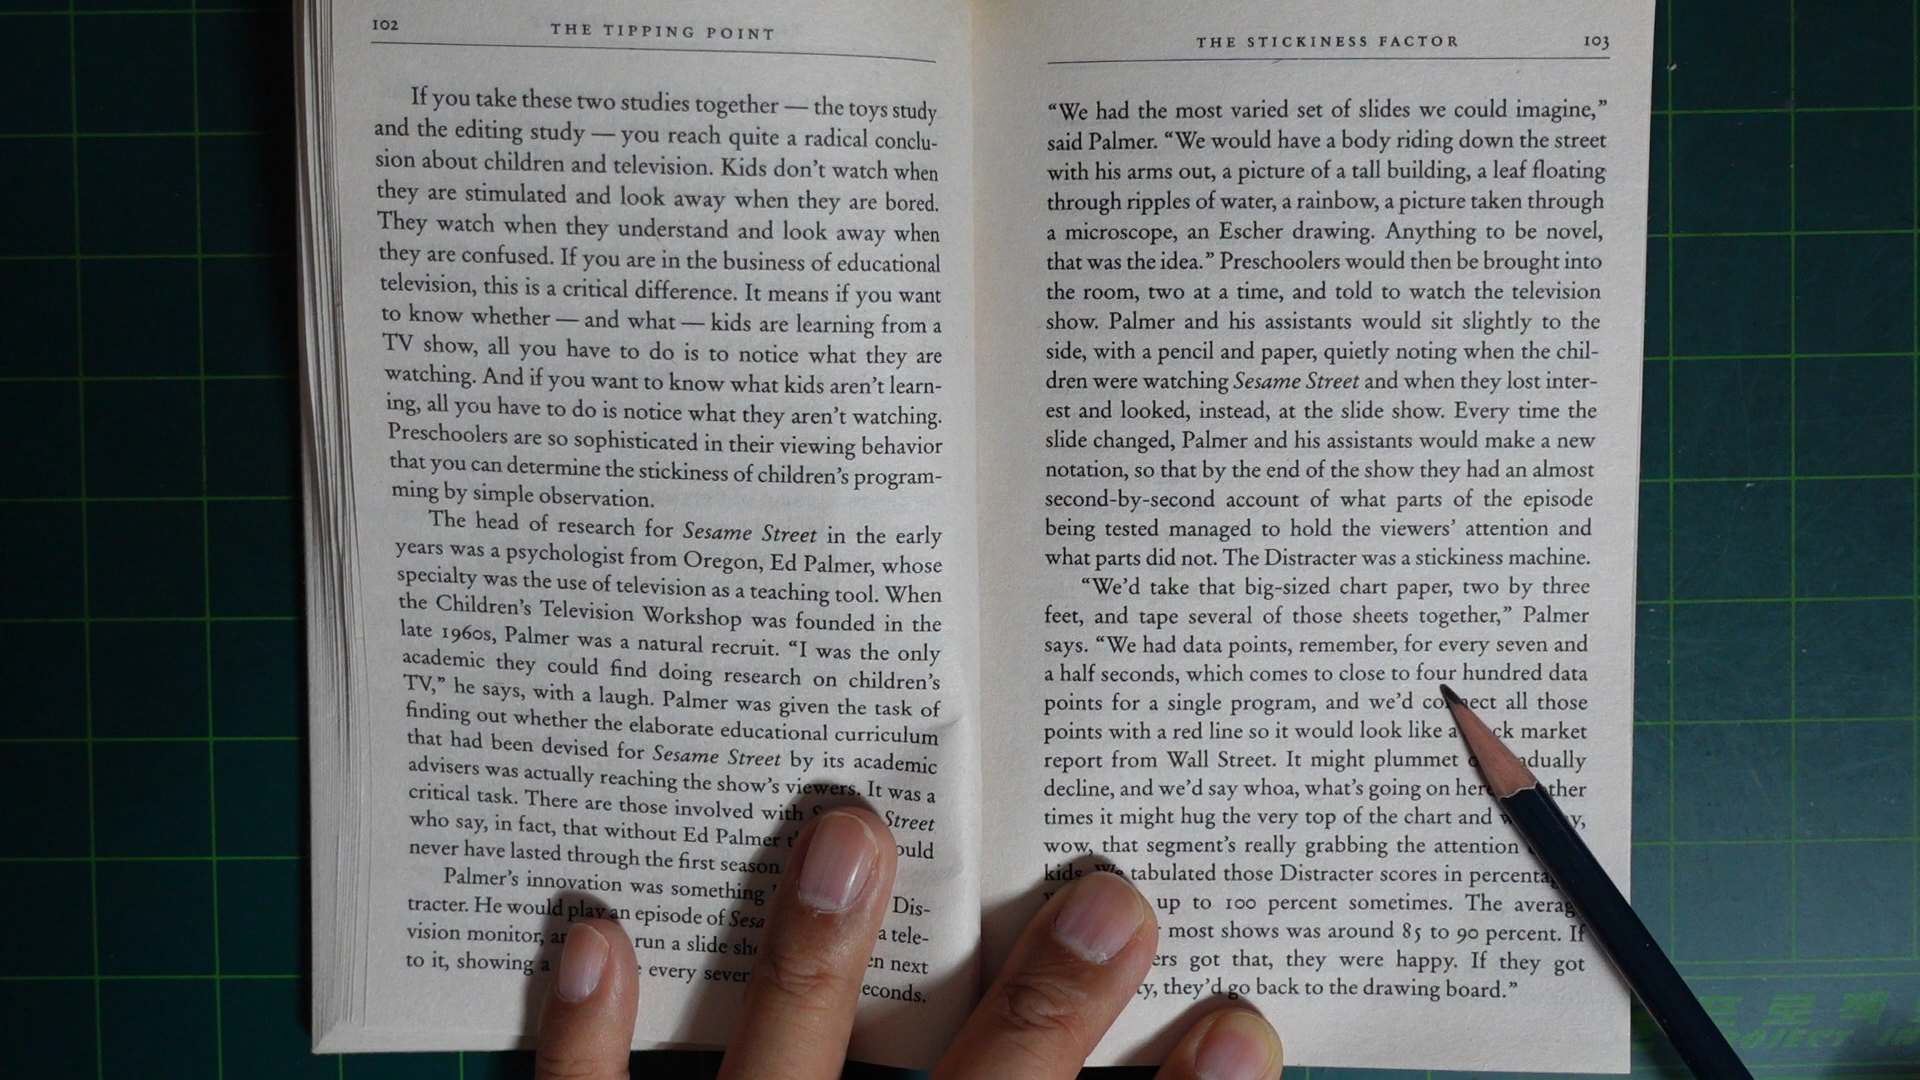 102
THE TIPPING POINT
If you take these two studies together — the toys study
and the editing study — you reach quite a radical conclu-
sion about children and television. Kids don't watch when
they are stimulated and look away when they are bored.
They watch when they understand and look away when
they are confused. If you are in the business of educational
television, this is a critical difference. It means if you want
to know whether — and what — kids are learning from a
TV show, all you have to do is to notice what they are
watching. And if you want to know what kids aren't learn-
ing, all you have to do is notice what they aren't watching.
Preschoolers are so sophisticated in their viewing behavior
that you can determine the stickiness of children's program-
ming by simple observation.
The head of research for Sesame Street in the early
years was a psychologist from Oregon, Ed Palmer, whose
specialty was the use of television as a teaching tool. When
the Children's Television Workshop was founded in the
late 1960s, Palmer was a natural recruit. “I was the only
academic they could find doing research on children's
TV,” he says, with a laugh. Palmer was given the task of
finding out whether the elaborate educational curriculum
that had been devised for Sesame Street by its academic
advisers was actually reaching the show's viewers. It was a
critical task. There are those involved with Street
who say, in fact, that without Ed Palmer
never have lasted through the first season
Palmer's innovation was something Dis-
tracter. He would play an episode of a tele-
vision monitor, run a slide next
to it, showing a every
THE STICKINESS FACTOR
103
“We had the most varied set of slides we could imagine,”
said Palmer. “We would have a body riding down the street
with his arms out, a picture of a tall building, a leaf floating
through ripples of water, a rainbow, a picture taken through
a microscope, an Escher drawing. Anything to be novel,
that was the idea.” Preschoolers would then be brought into
the room, two at a time, and told to watch the television
show. Palmer and his assistants would sit slightly to the
side, with a pencil and paper, quietly noting when the chil-
dren were watching Sesame Street and when they lost inter-
est and looked, instead, at the slide show. Every time the
slide changed, Palmer and his assistants would make a new
notation, so that by the end of the show they had an almost
second-by-second account of what parts of the episode
being tested managed to hold the viewers' attention and
what parts did not. The Distracter was a stickiness machine.
“We'd take that big-sized chart paper, two by three
feet, and tape several of those sheets together,” Palmer
says. “We had data points, remember, for every seven and
a half seconds, which comes to close to four hundred data
points for a single program, and we'd connect all those
points with a red line so it would look like a market
report from Wall Street. It might plummet
decline, and we'd say whoa, what's going on
times it might hug the very top of the chart and
wow, that segment's really grabbing the attention
kids. We tabulated those Distracter scores in
up to 100 percent sometimes. The
most shows was around 85 to 90 percent. If
got that, they were happy. If they got
they'd go back to the drawing board.”